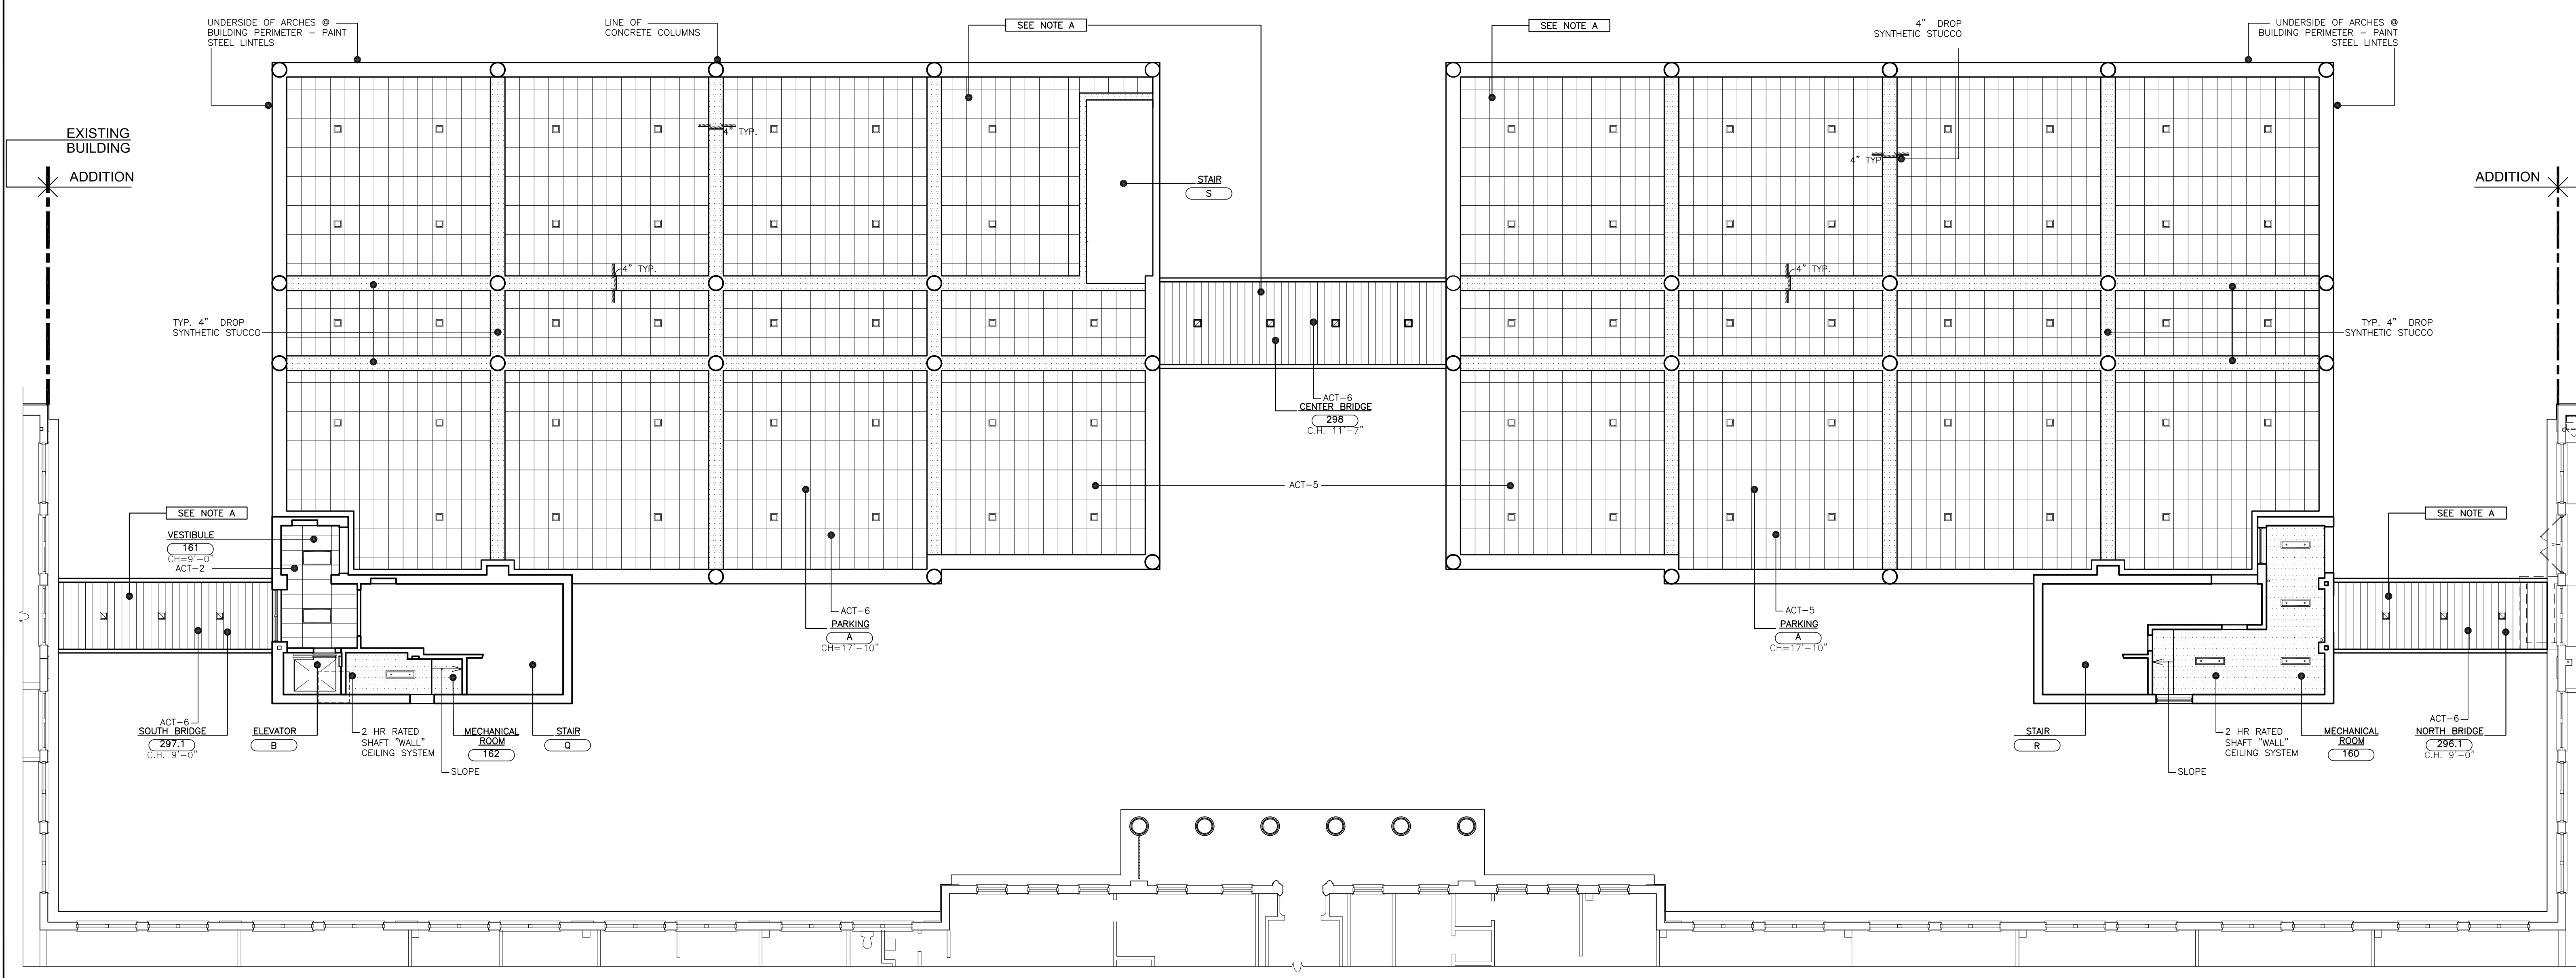 UNDERSIDE OF ARCHES @
BUILDING PERIMETER – PAINT
STEEL LINTELS
LINE OF
CONCRETE COLUMNS
SEE NOTE A
SEE NOTE A
4" DROP
SYNTHETIC STUCCO
UNDERSIDE OF ARCHES @
BUILDING PERIMETER – PAINT
STEEL LINTELS
EXISTING
BUILDING
ADDITION
4" TYP.
4" TYP.
STAIR
S
ADDITION
4" TYP.
4" TYP.
TYP. 4" DROP
SYNTHETIC STUCCO
TYP. 4" DROP
SYNTHETIC STUCCO
ACT-6
CENTER BRIDGE
298
C.H. 11'-7"
ACT-5
SEE NOTE A
VESTIBULE
161
CH=9'-0"
ACT-2
SEE NOTE A
ACT-6
PARKING
A
CH=17'-10"
ACT-5
PARKING
A
CH=17'-10"
ACT-6
SOUTH BRIDGE
297.1
C.H. 9'-0"
ELEVATOR
B
2 HR RATED
SHAFT "WALL"
CEILING SYSTEM
MECHANICAL
ROOM
162
SLOPE
STAIR
Q
STAIR
R
2 HR RATED
SHAFT "WALL"
CEILING SYSTEM
SLOPE
MECHANICAL
ROOM
160
ACT-6
NORTH BRIDGE
296.1
C.H. 9'-0"